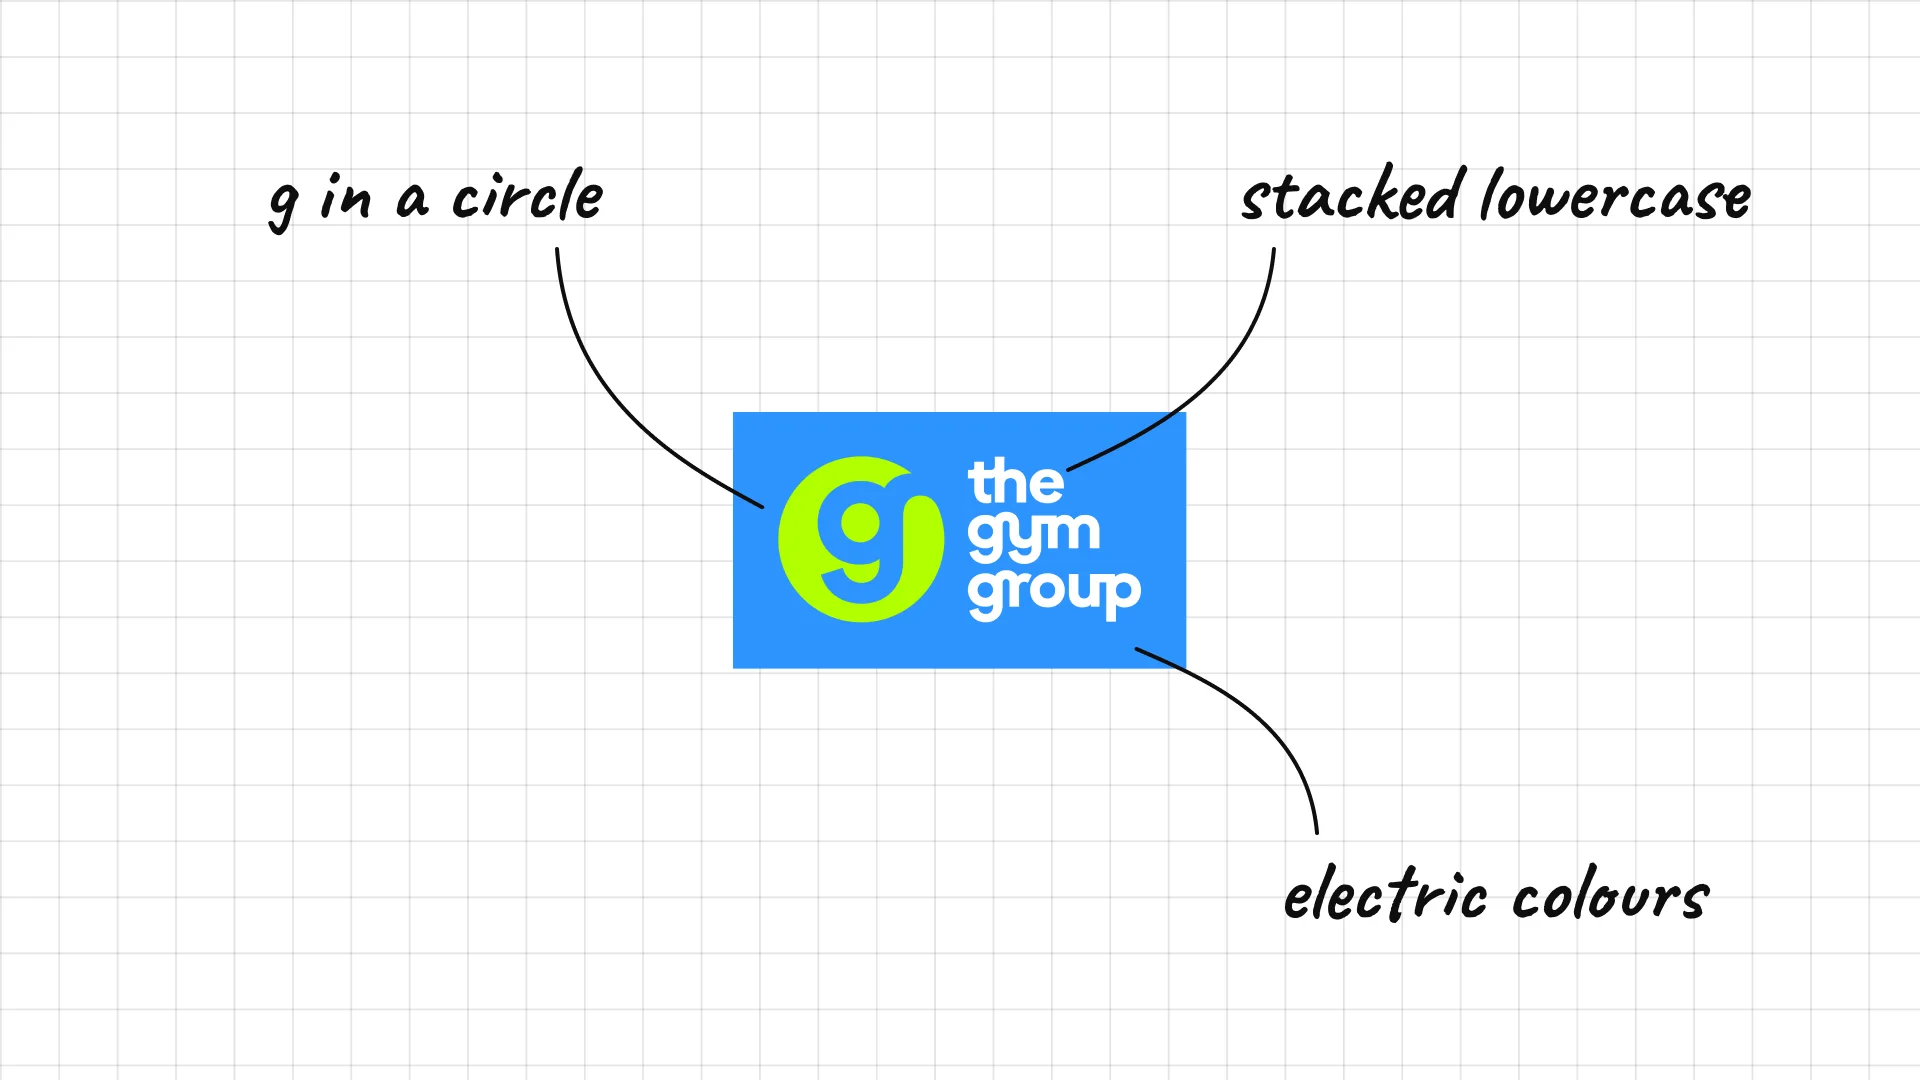 g in a circle
stacked lowercase
g
the
gym
group
electric colours